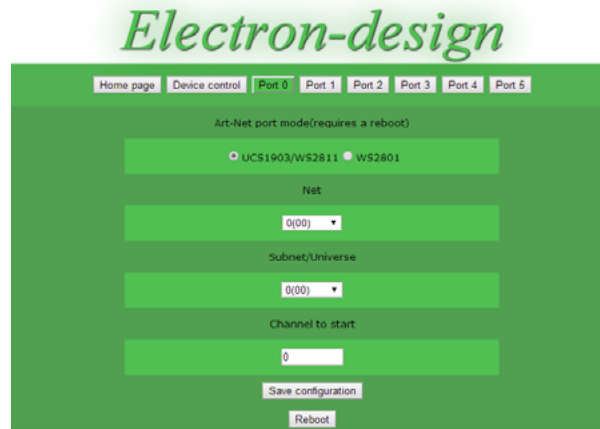 Electron-design
Home page Device control Port 0 Port 1 Port 2 Port 3 Port 4 Port 5
Art-Net port mode(requires a reboot)
UCS1903/WS2811 WS2801
Net
0(00)
Subnet/Universe
0(00)
Channel to start
0
Save configuration
Reboot